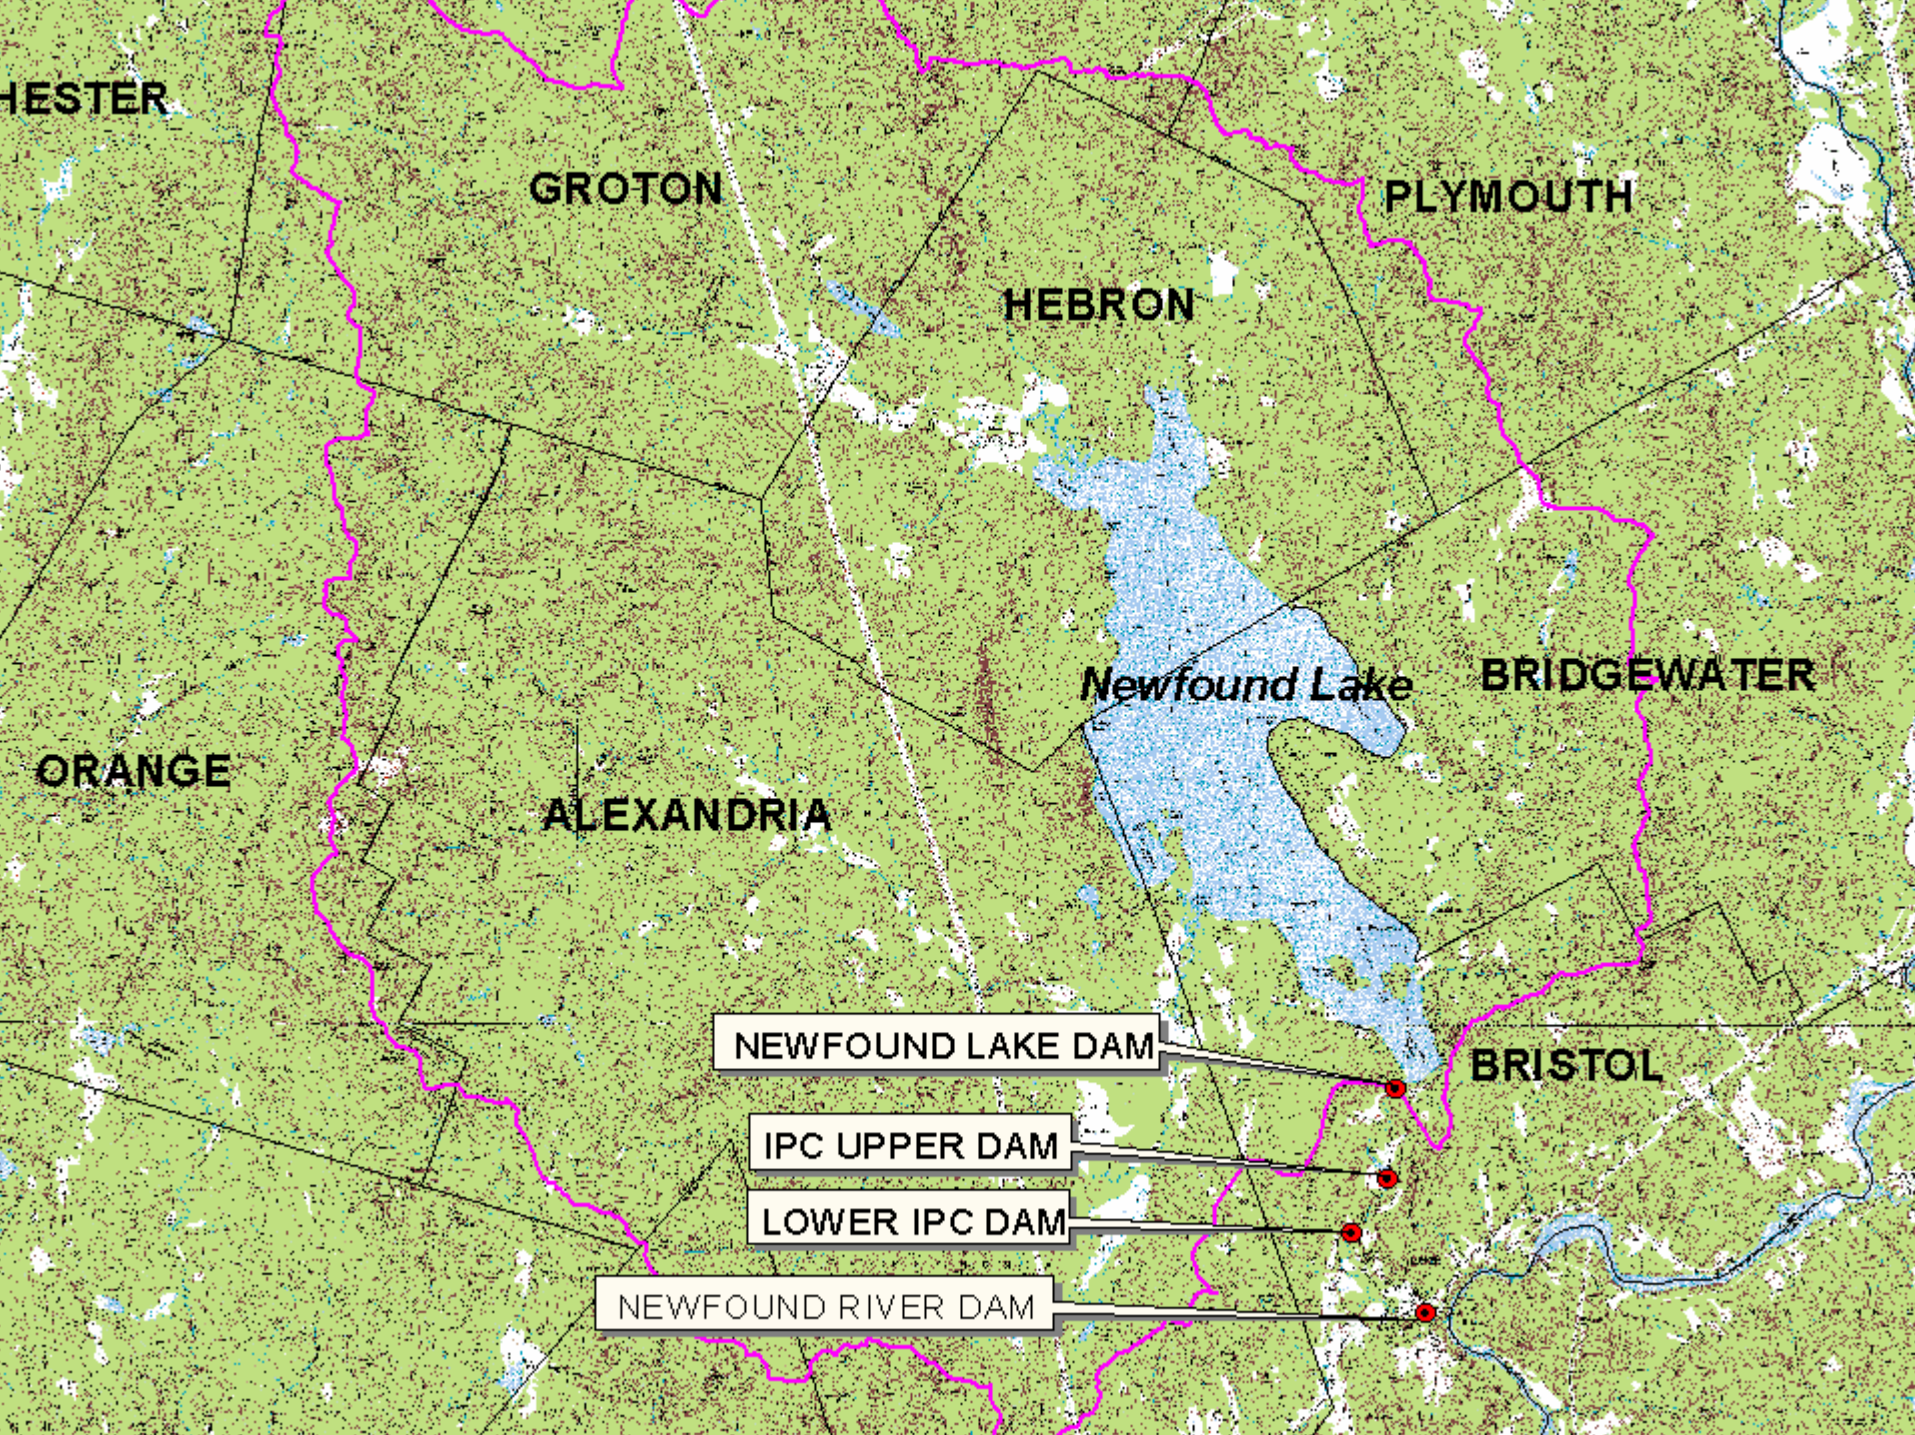 HESTER
GROTON
PLYMOUTH
HEBRON
Newfound Lake
BRIDGEWATER
ORANGE
ALEXANDRIA
NEWFOUND LAKE DAM
BRISTOL
IPC UPPER DAM
LOWER IPC DAM
NEWFOUND RIVER DAM